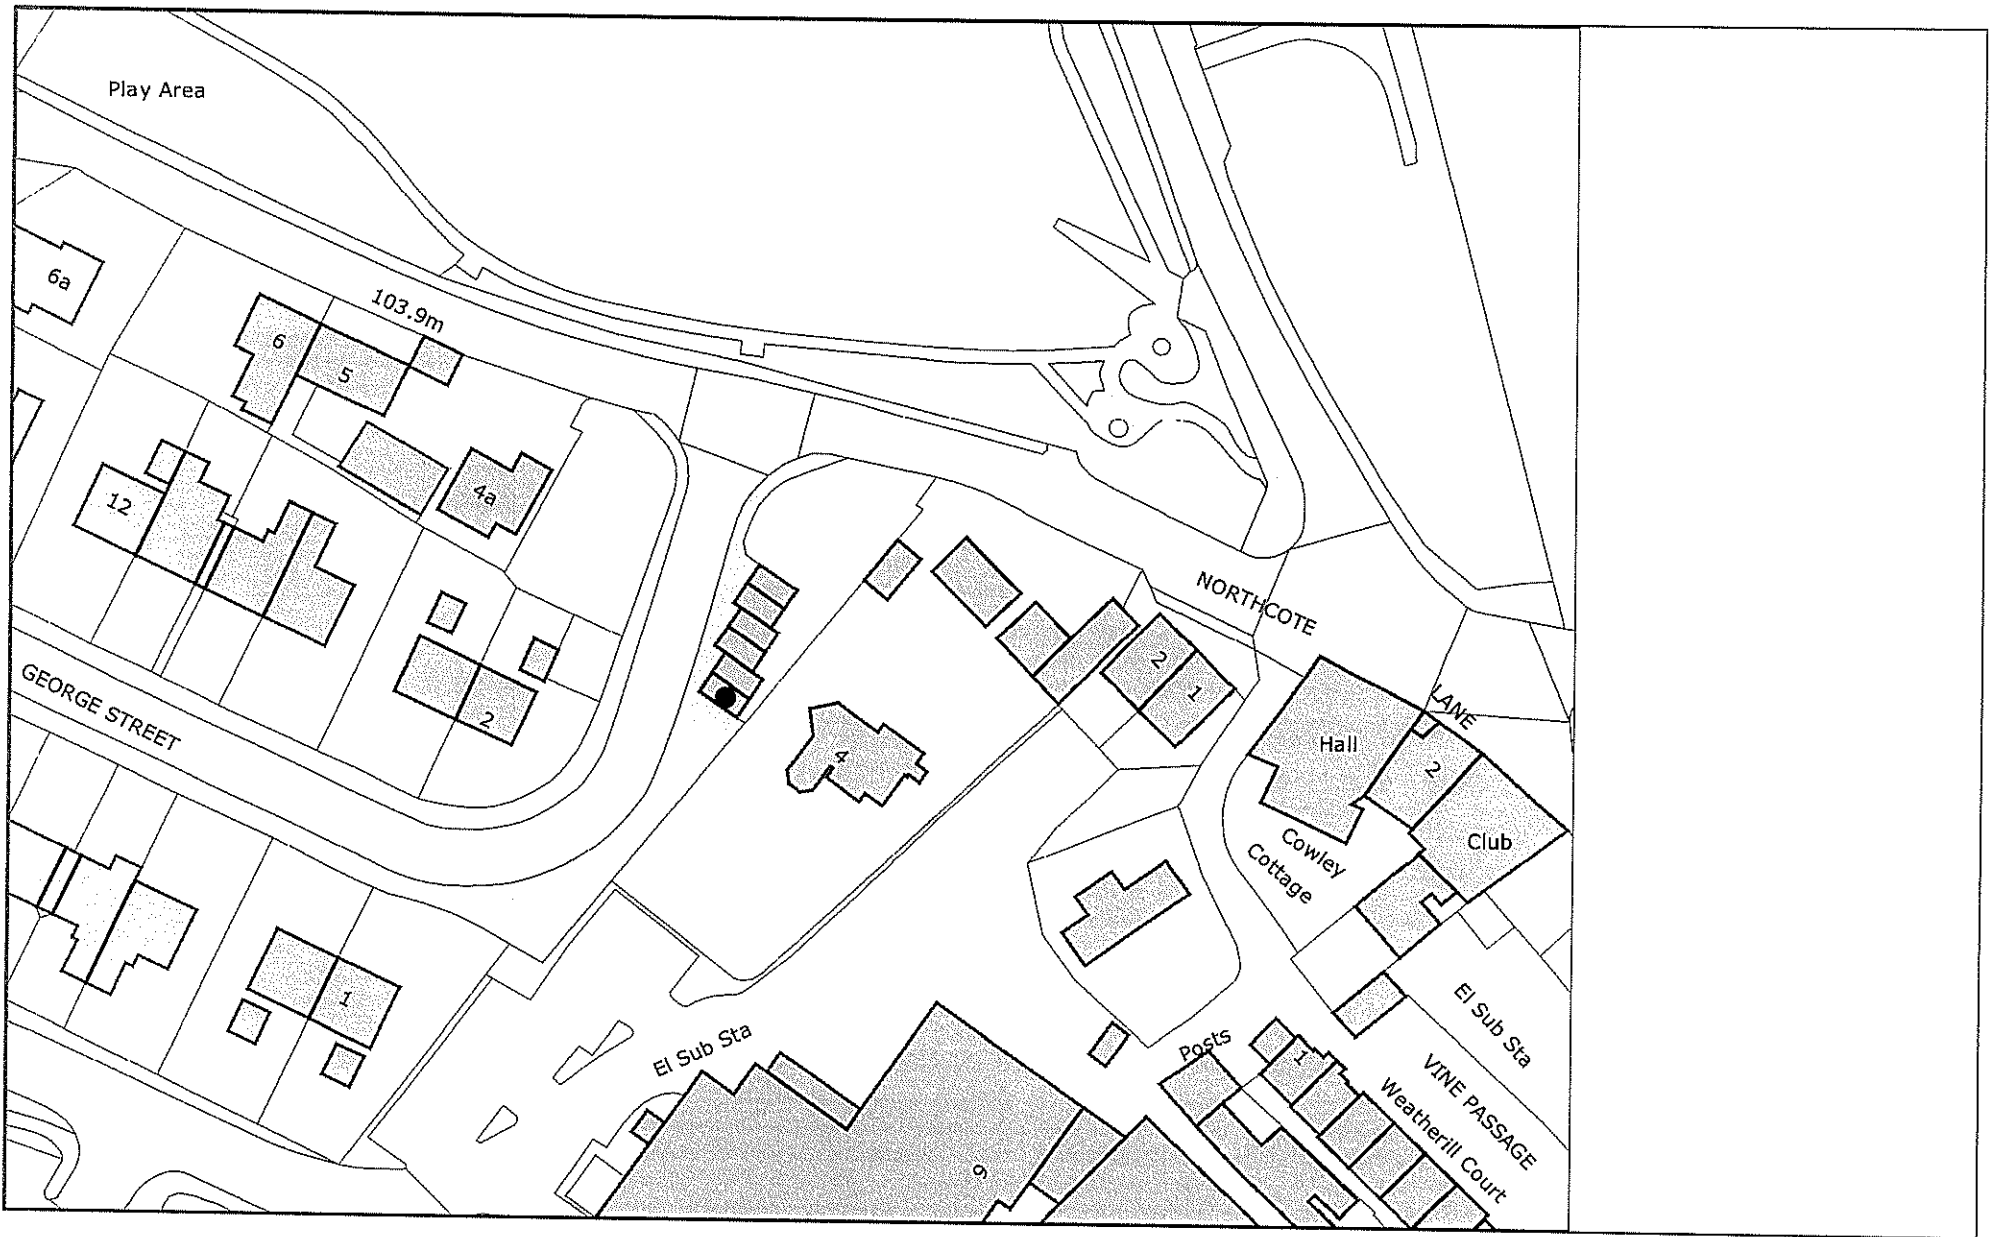 Play Area
6a
103.9m
6
5
4a
12
NORTHCOTE
LANE
2
1
GEORGE STREET
2
4
Hall
2
Club
Cowley
Cottage
1
El Sub Sta
El Sub Sta
Posts
1
VINE PASSAGE
Weatherill Court
9